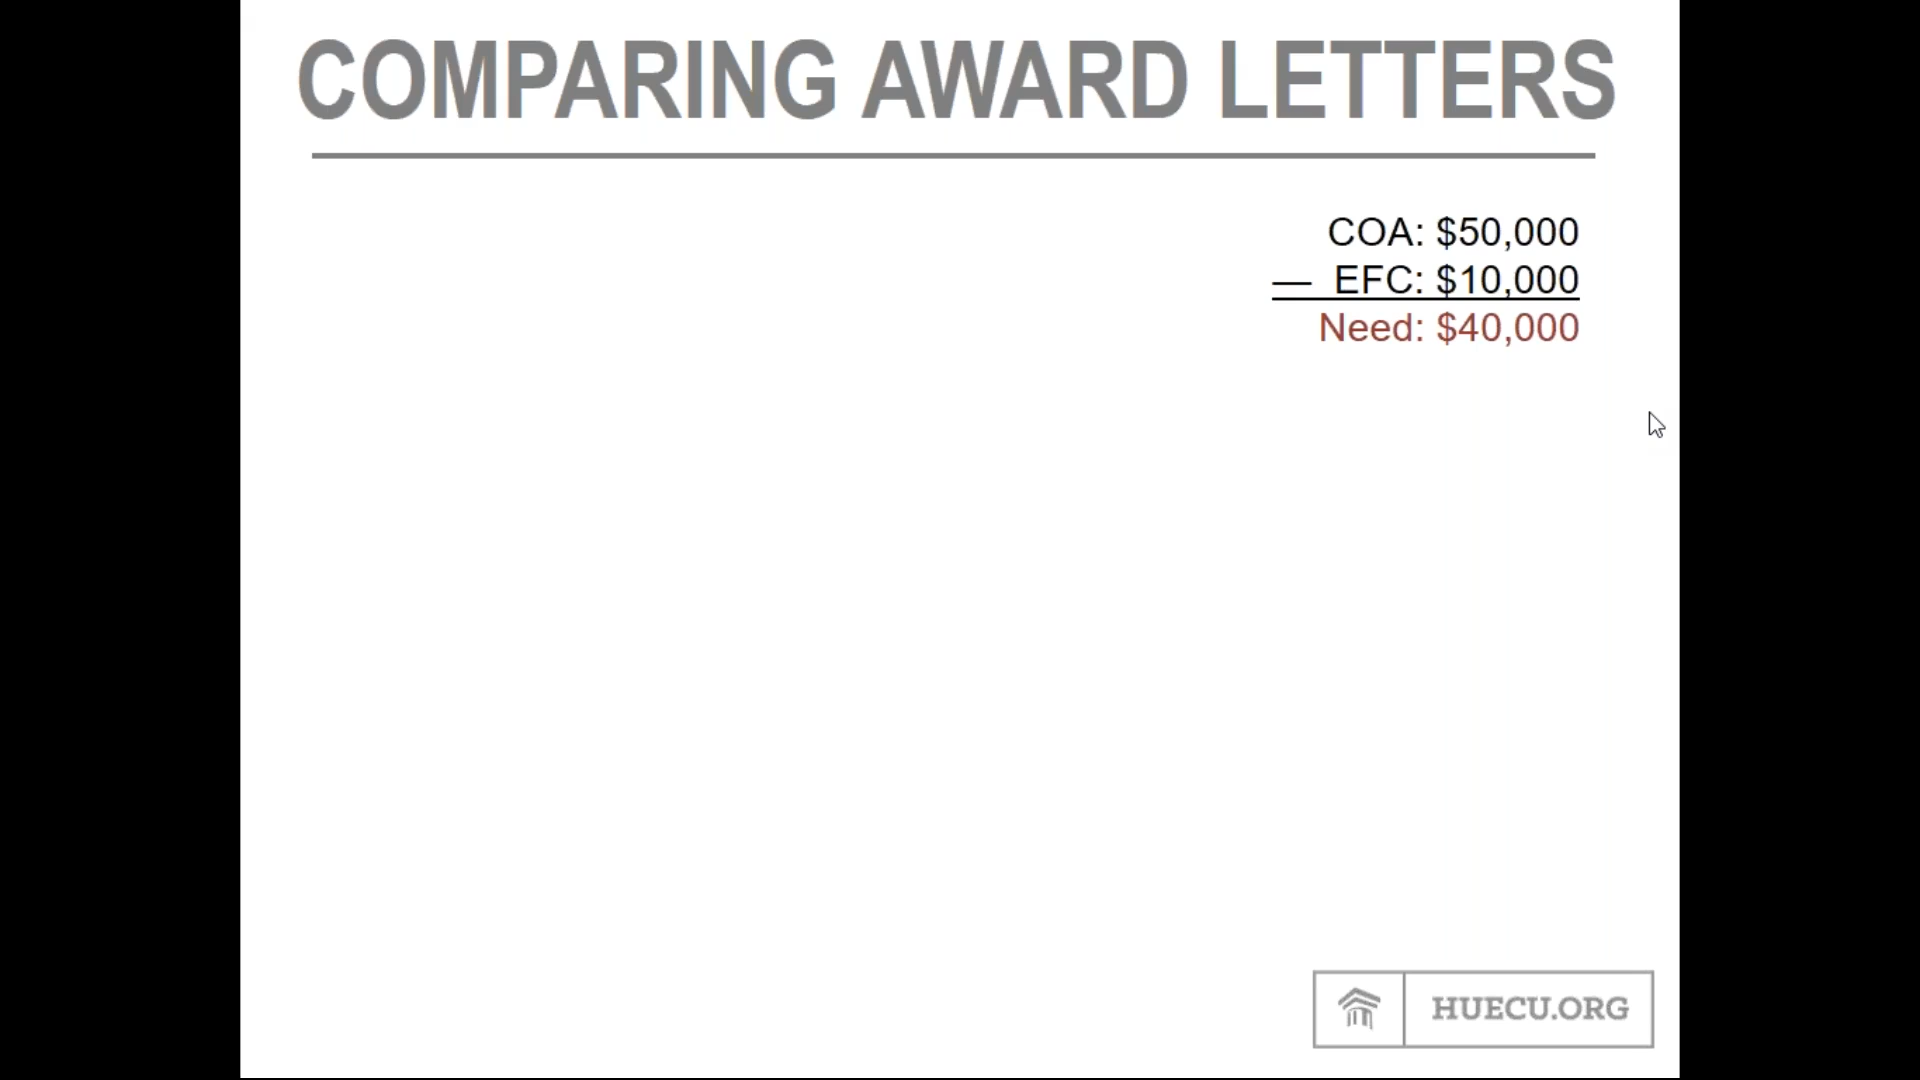 COMPARING AWARD LETTERS
COA: $50,000
— EFC: $10,000
Need: $40,000
HUECU.ORG